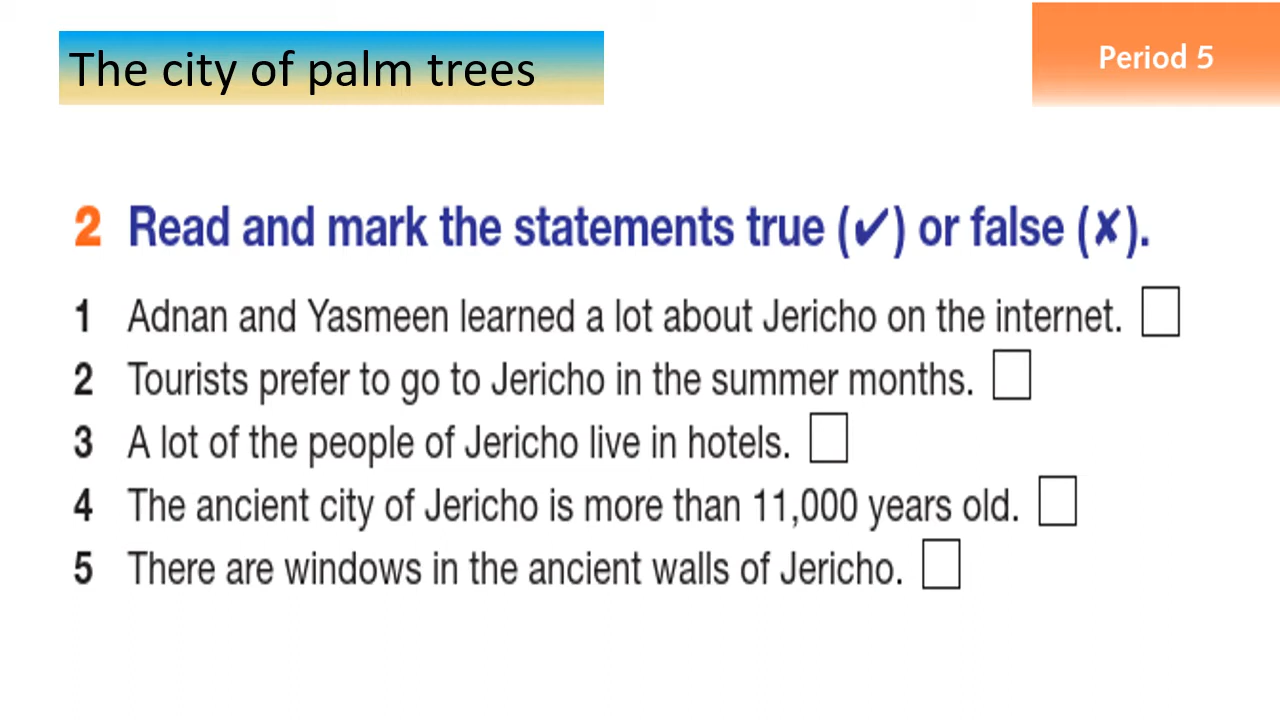 The city of palm trees
Period 5
2 Read and mark the statements true (✔) or false (✘).
1 Adnan and Yasmeen learned a lot about Jericho on the internet.
2 Tourists prefer to go to Jericho in the summer months.
3 A lot of the people of Jericho live in hotels.
4 The ancient city of Jericho is more than 11,000 years old.
5 There are windows in the ancient walls of Jericho.